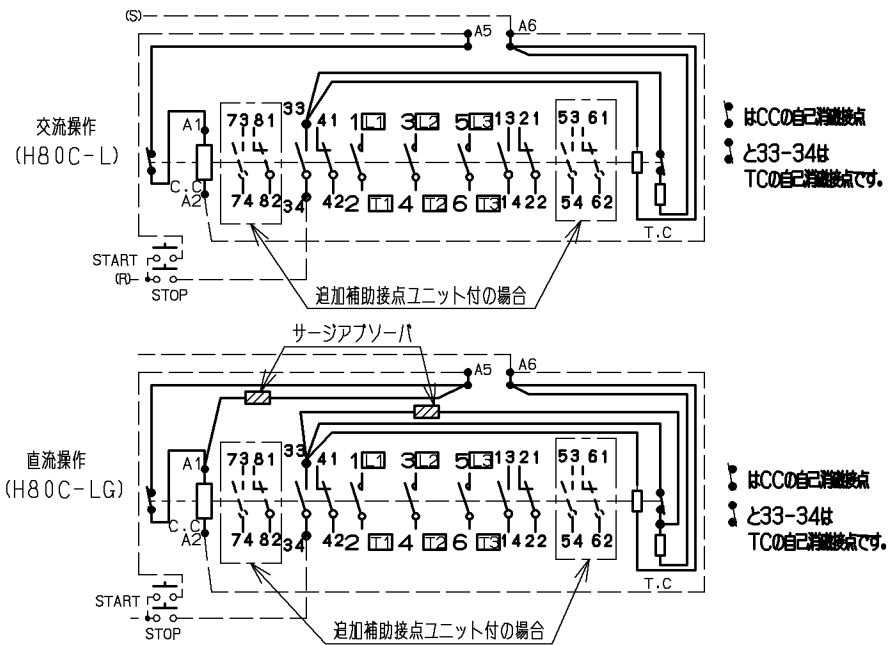 (S) A5 A6
33
7381 41 1 L1 3 L2 5 L3 1321 53 61
A1
交流操作
(H80C-L)
C.C
A2
74 82 34 42 2 T1 4 T2 6 T3 14 22 54 62
T.C
START
(R)
STOP
追加補助接点ユニット付の場合
はCCの自己消磁接点
と33-34は
TCの自己消磁接点です。
サージアブソーバ
A5 A6
33
7381 41 1 L1 3 L2 5 L3 1321 53 61
A1
直流操作
(H80C-LG)
C.C
A2
74 82 34 42 2 T1 4 T2 6 T3 14 22 54 62
T.C
START
STOP
追加補助接点ユニット付の場合
はCCの自己消磁接点
と33-34は
TCの自己消磁接点です。